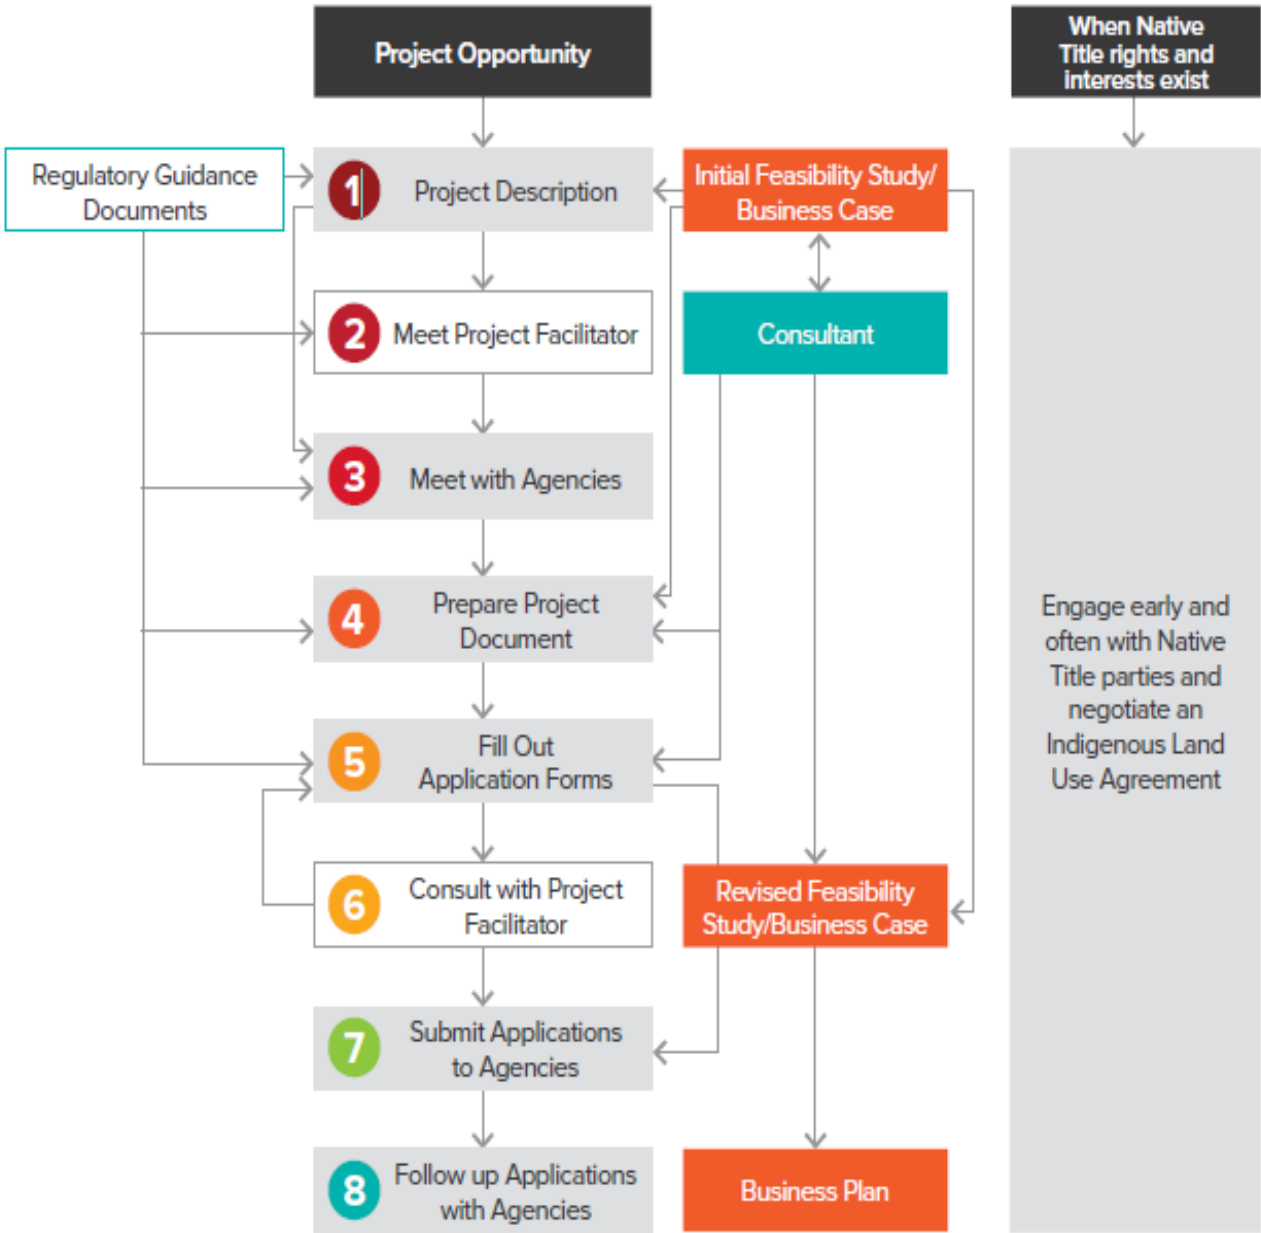 Project Opportunity
When Native
Title rights and
interests exist
Regulatory Guidance
Documents
1
Project Description
Initial Feasibility Study/
Business Case
2
Meet Project Facilitator
Consultant
3
Meet with Agencies
4
Prepare Project
Document
Engage early and
often with Native
Title parties and
negotiate an
Indigenous Land
Use Agreement
5
Fill Out
Application Forms
6
Consult with Project
Facilitator
Revised Feasibility
Study/Business Case
7
Submit Applications
to Agencies
8
Follow up Applications
with Agencies
Business Plan